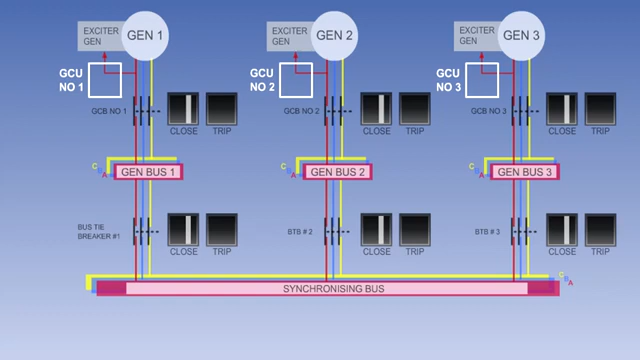 EXCITER
GEN
GEN 1
EXCITER
GEN
GEN 2
EXCITER
GEN
GEN 3
GCU
NO 1
GCU
NO 2
GCU
NO 3
GCB NO 1
CLOSE
TRIP
GCB NO 2
CLOSE
TRIP
GCB NO 3
CLOSE
TRIP
C
B
A
GEN BUS 1
C
B
A
GEN BUS 2
C
B
A
GEN BUS 3
BUS TIE
BREAKER #1
CLOSE
TRIP
BTB # 2
CLOSE
TRIP
BTB # 3
CLOSE
TRIP
C
B
A
SYNCHRONISING BUS